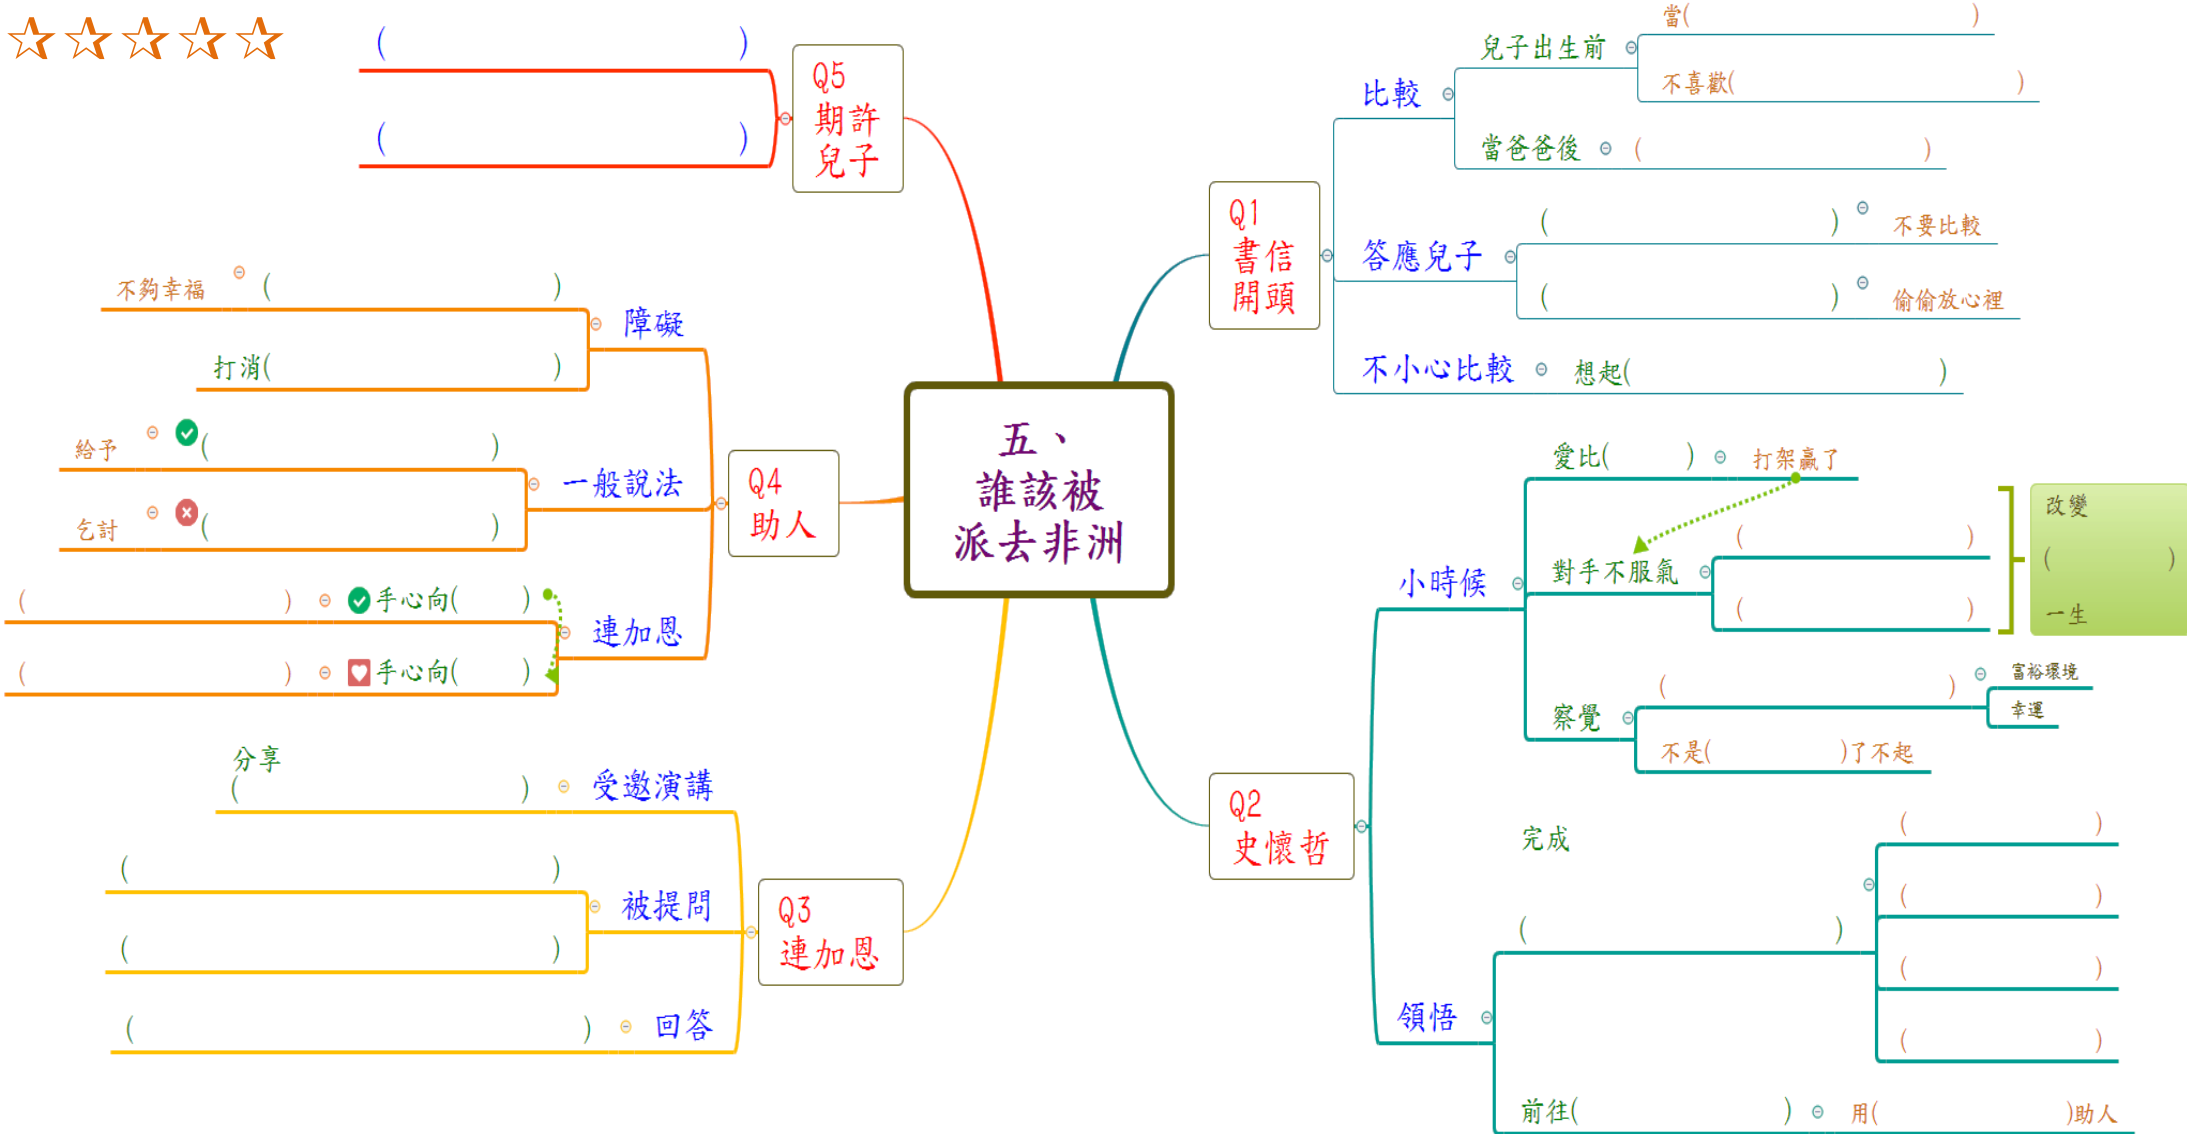 五、
誰該被
派去非洲
Q1
書信
開頭
比較
兒子出生前
當(                    )
不喜歡(                    )
當爸爸後
(                    )
答應兒子
(                    )
不要比較
(                    )
偷偷放心裡
不小心比較
想起(                    )
Q2
史懷哲
小時候
愛比(      )
打架贏了
對手不服氣
(                )
(                )
改變
(        )
一生
察覺
(                    )
富裕環境
幸運
不是(         )了不起
領悟
完成
(                      )
(             )
(             )
(             )
(             )
前往(              )
用(             )助人
Q3
連加恩
受邀演講
分享
(                    )
被提問
(                              )
(                              )
回答
(                                )
Q4
助人
障礙
(                    )
不夠幸福
打消(                    )
一般說法
(                    )
給予
(                    )
乞討
連加恩
手心向(    )
(                  )
手心向(    )
(                  )
Q5
期許
兒子
(                         )
(                         )